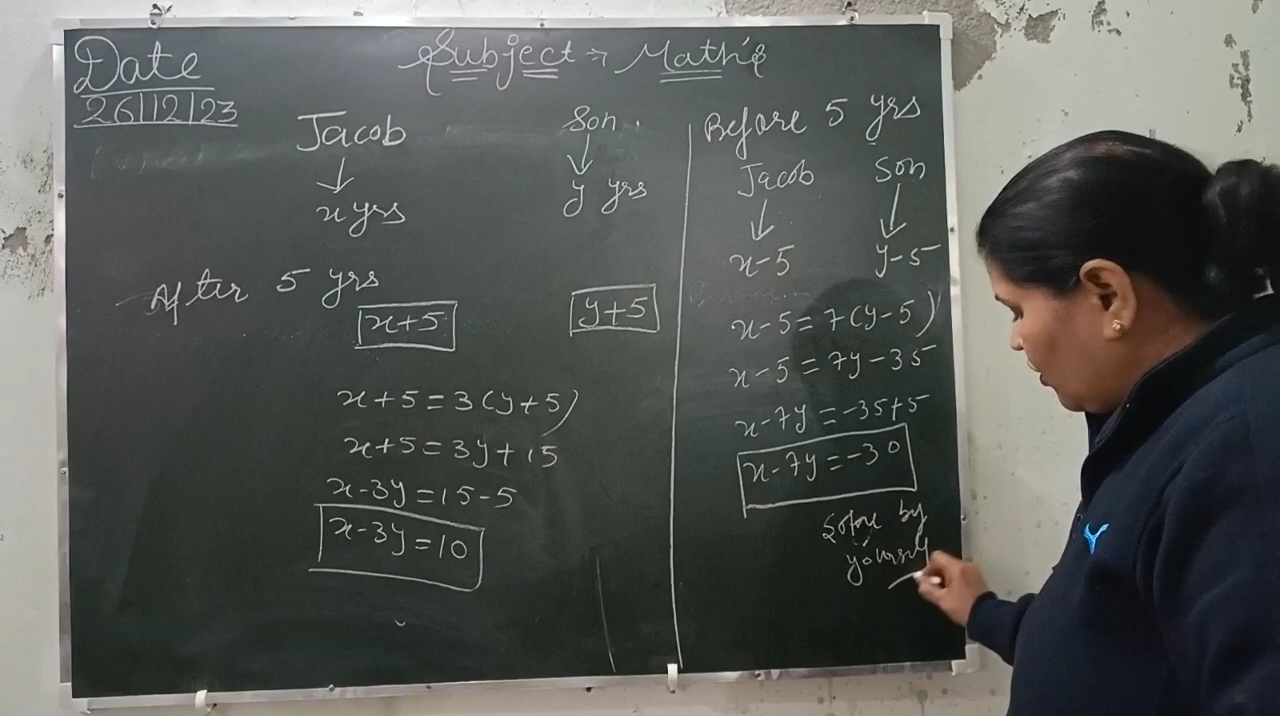 Date
26/12/23
Subject → Math's
Jacob
Son
x yrs
y yrs
After 5 yrs
x+5
y+5
x+5=3(y+5)
x+5=3y+15
x-3y=15-5
x-3y=10
Before 5 yrs
Jacob
Son
x-5
y-5
x-5=7(y-5)
x-5=7y-35
x-7y=-35+5
x-7y=-30
Solve by
yourself